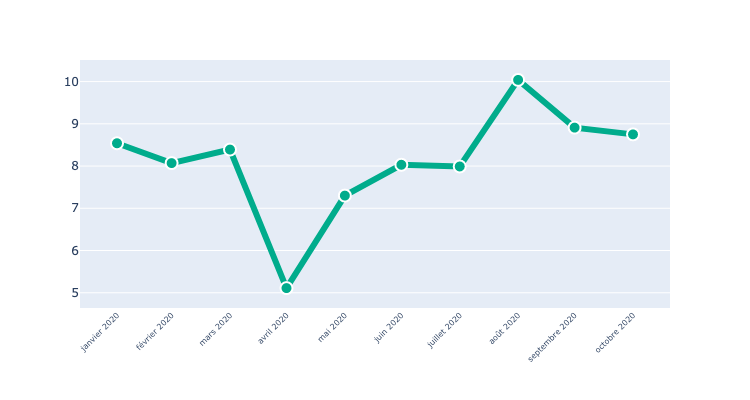 10
9
8
7
6
5
janvier 2020
février 2020
mars 2020
avril 2020
mai 2020
juin 2020
juillet 2020
août 2020
septembre 2020
octobre 2020